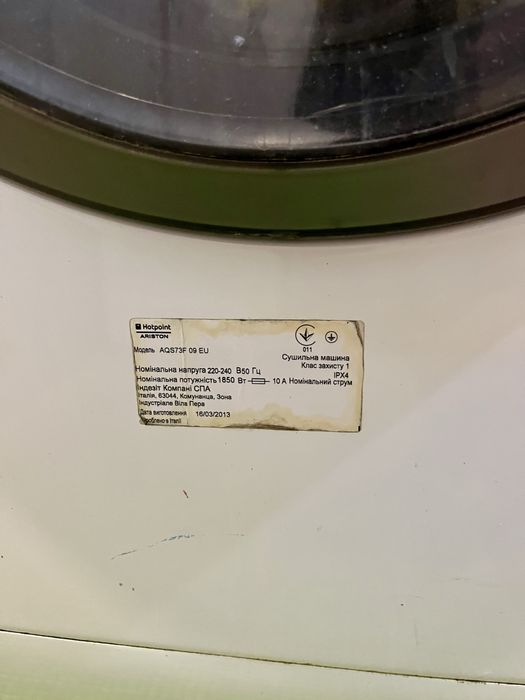 Hotpoint
ARISTON
011
Модель AQS73F 09 EU
Сушильна машина
Клас захисту 1
IPX4
Номінальна напруга 220-240 В50 Гц
Номінальна потужність 1850 Вт 10 А Номінальний струм
Індезіт Компані СПА
Італія, 63044, Комунанца, Зона
Індустріале Віла Пера
Дата виготовлення 16/03/2013
Вироблено в Італії